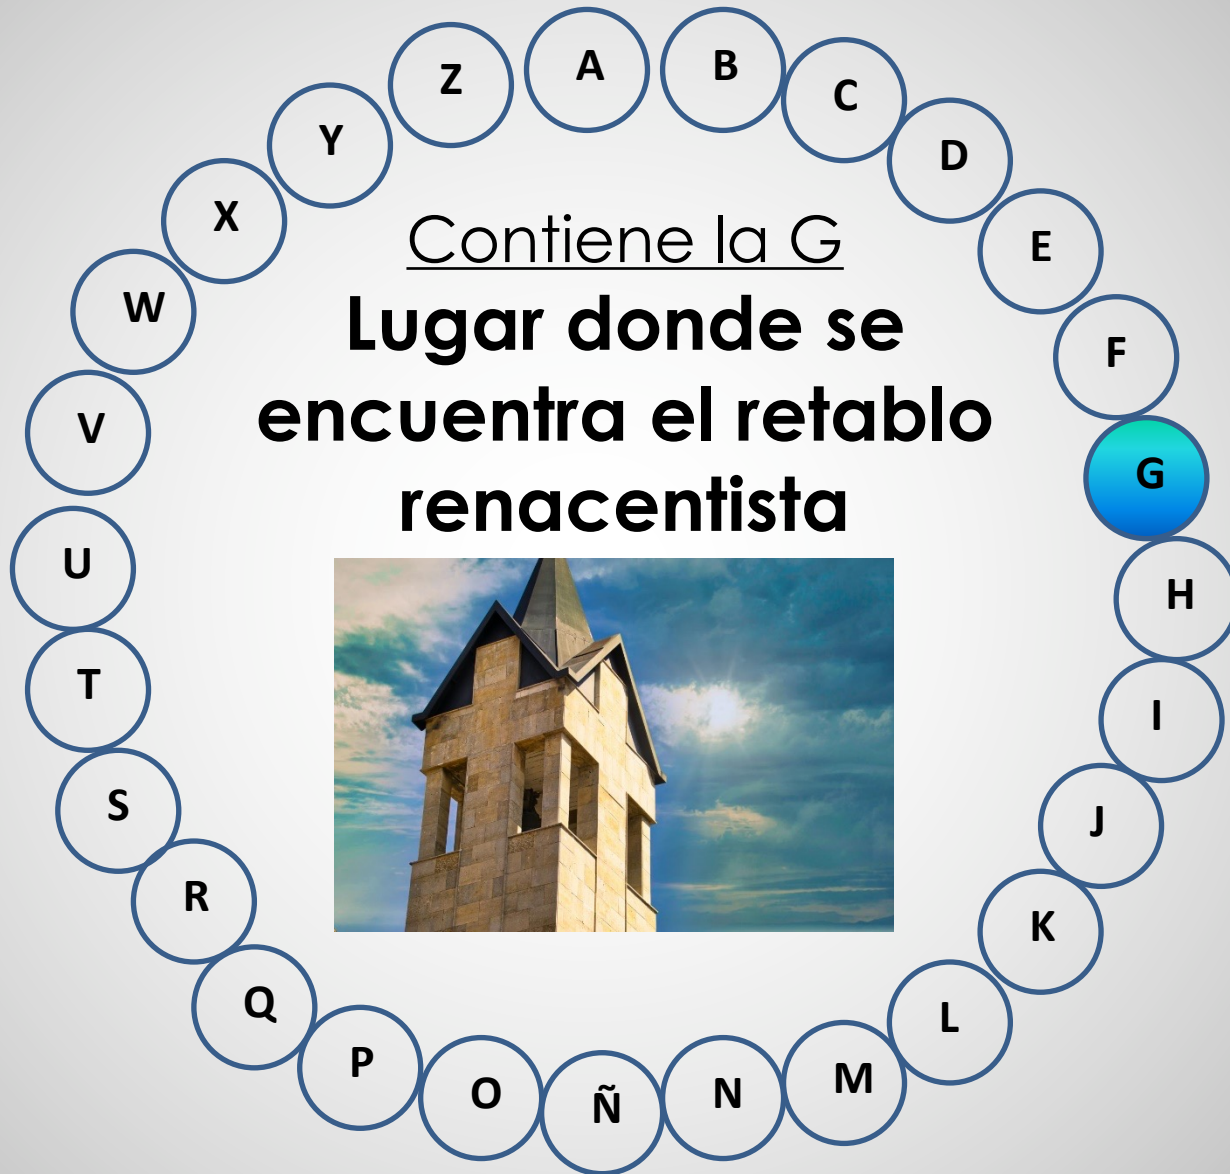 A
B
C
D
E
F
G
H
I
J
K
L
M
N
Ñ
O
P
Q
R
S
T
U
V
W
X
Y
Z
Contiene la G
Lugar donde se
encuentra el retablo
renacentista